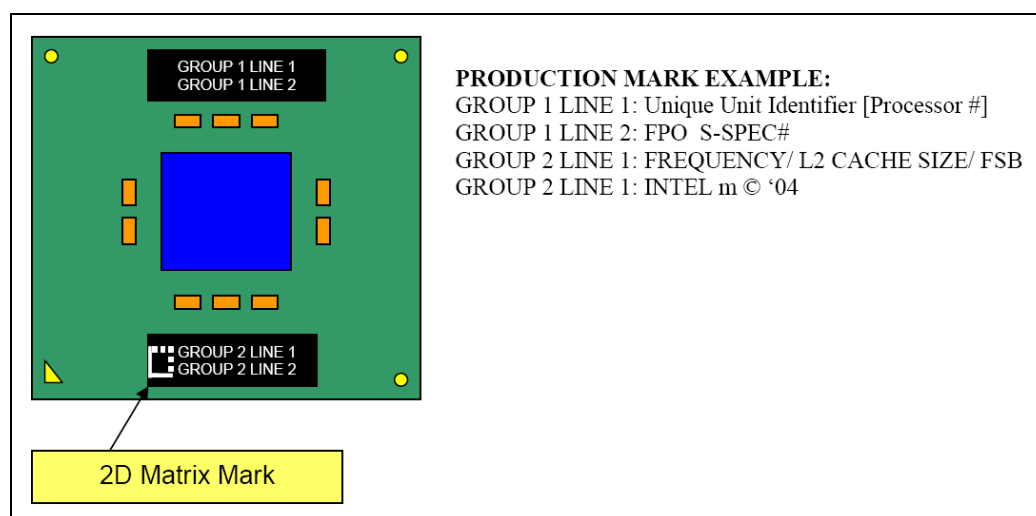 GROUP 1 LINE 1
GROUP 1 LINE 2
PRODUCTION MARK EXAMPLE:
GROUP 1 LINE 1: Unique Unit Identifier [Processor #]
GROUP 1 LINE 2: FPO  S-SPEC#
GROUP 2 LINE 1: FREQUENCY/ L2 CACHE SIZE/ FSB
GROUP 2 LINE 1: INTEL m © ‘04
GROUP 2 LINE 1
GROUP 2 LINE 2
2D Matrix Mark